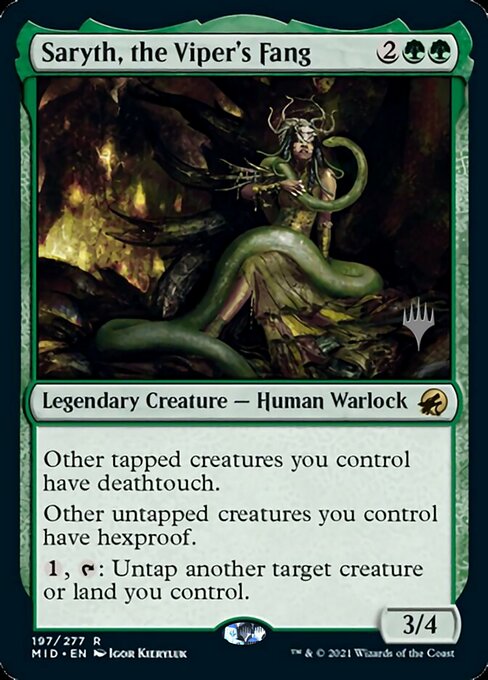 Saryth, the Viper's Fang 2
Legendary Creature — Human Warlock
Other tapped creatures you control
have deathtouch.
Other untapped creatures you control
have hexproof.
1, : Untap another target creature
or land you control.
3/4
197/277 R
MID • EN Igor Kieryluk
™ & © 2021 Wizards of the Coast